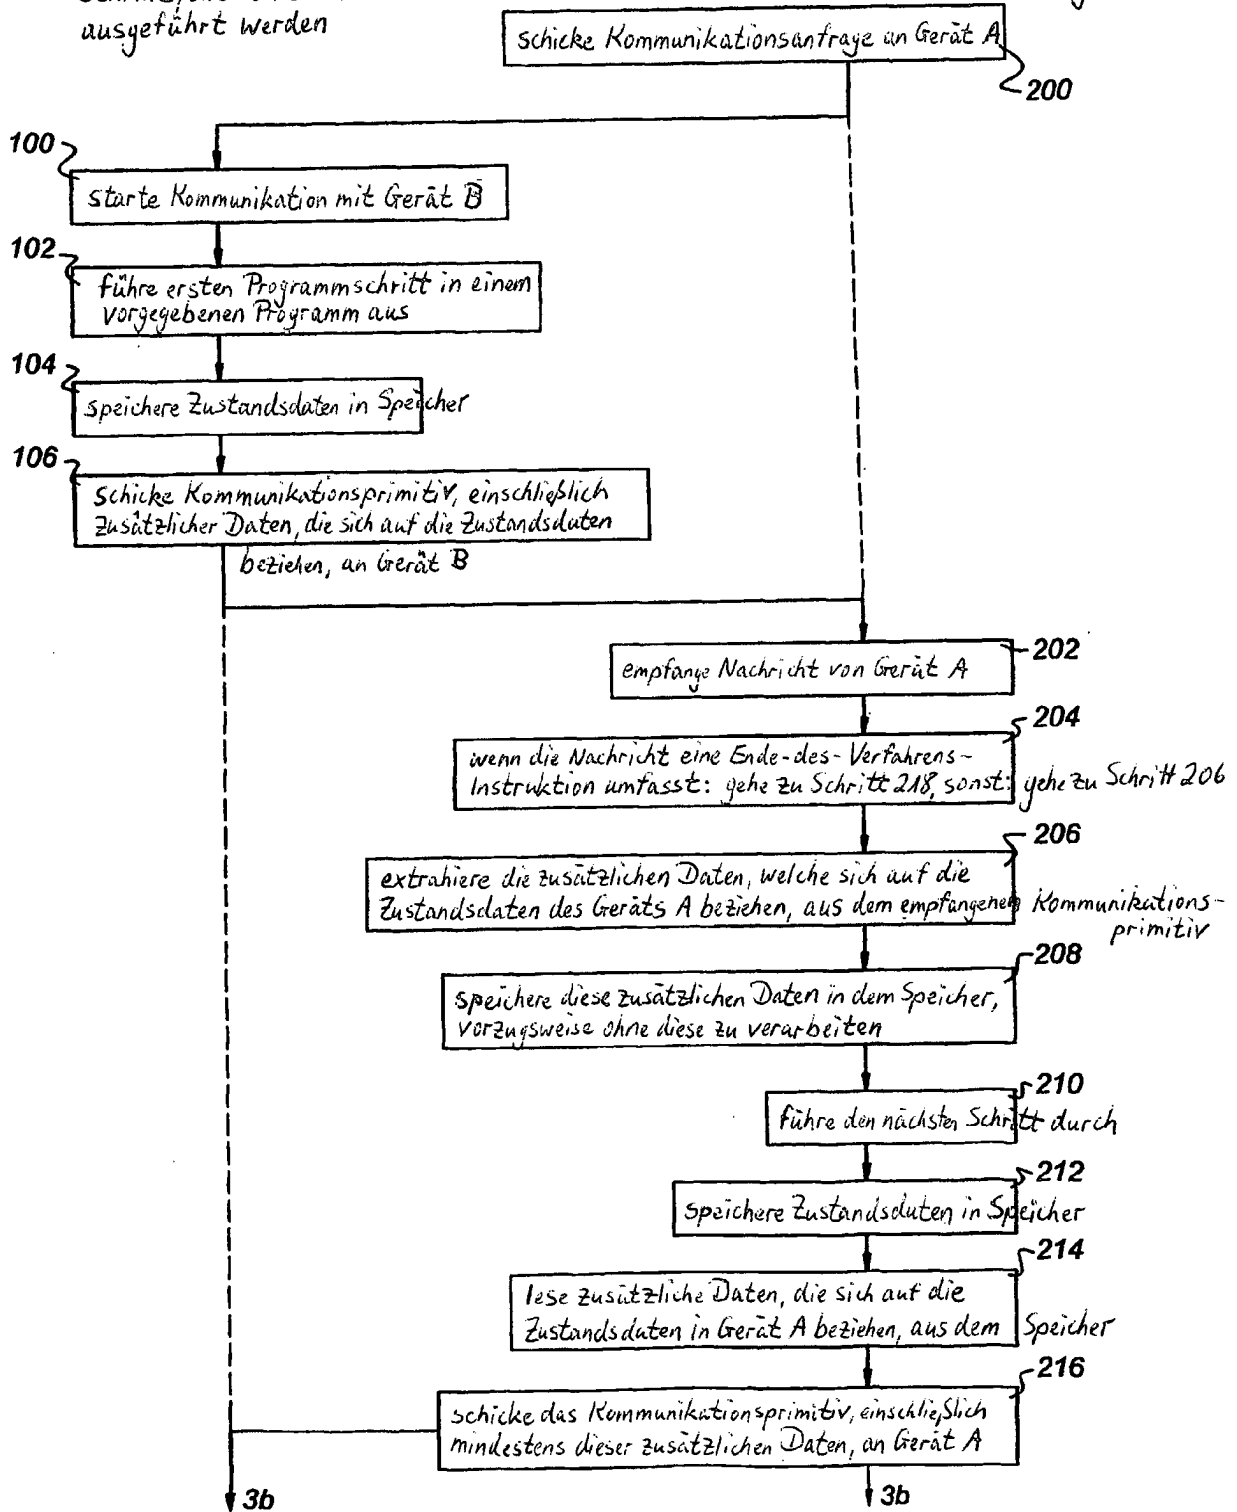 ausgeführt werden
schicke Kommunikationsanfrage an Gerät A
200
100
starte Kommunikation mit Gerät B
102
führe ersten Programmschritt in einem
vorgegebenen Programm aus
104
speichere Zustandsdaten in Speicher
106
schicke Kommunikationsprimitiv, einschließlich
zusätzlicher Daten, die sich auf die Zustandsdaten
beziehen, an Gerät B
202
empfange Nachricht von Gerät A
204
wenn die Nachricht eine Ende-des-Verfahrens-
Instruktion umfasst: gehe zu Schritt 218, sonst: gehe zu Schritt 206
206
extrahiere die zusätzlichen Daten, welche sich auf die
Zustandsdaten des Geräts A beziehen, aus dem empfangenen Kommunikations-
primitiv
208
speichere diese zusätzlichen Daten in dem Speicher,
vorzugsweise ohne diese zu verarbeiten
210
führe den nächsten Schritt durch
212
speichere Zustandsdaten in Speicher
214
lese zusätzliche Daten, die sich auf die
Zustandsdaten in Gerät A beziehen, aus dem Speicher
216
schicke das Kommunikationsprimitiv, einschließlich
mindestens dieser zusätzlichen Daten, an Gerät A
3b
3b